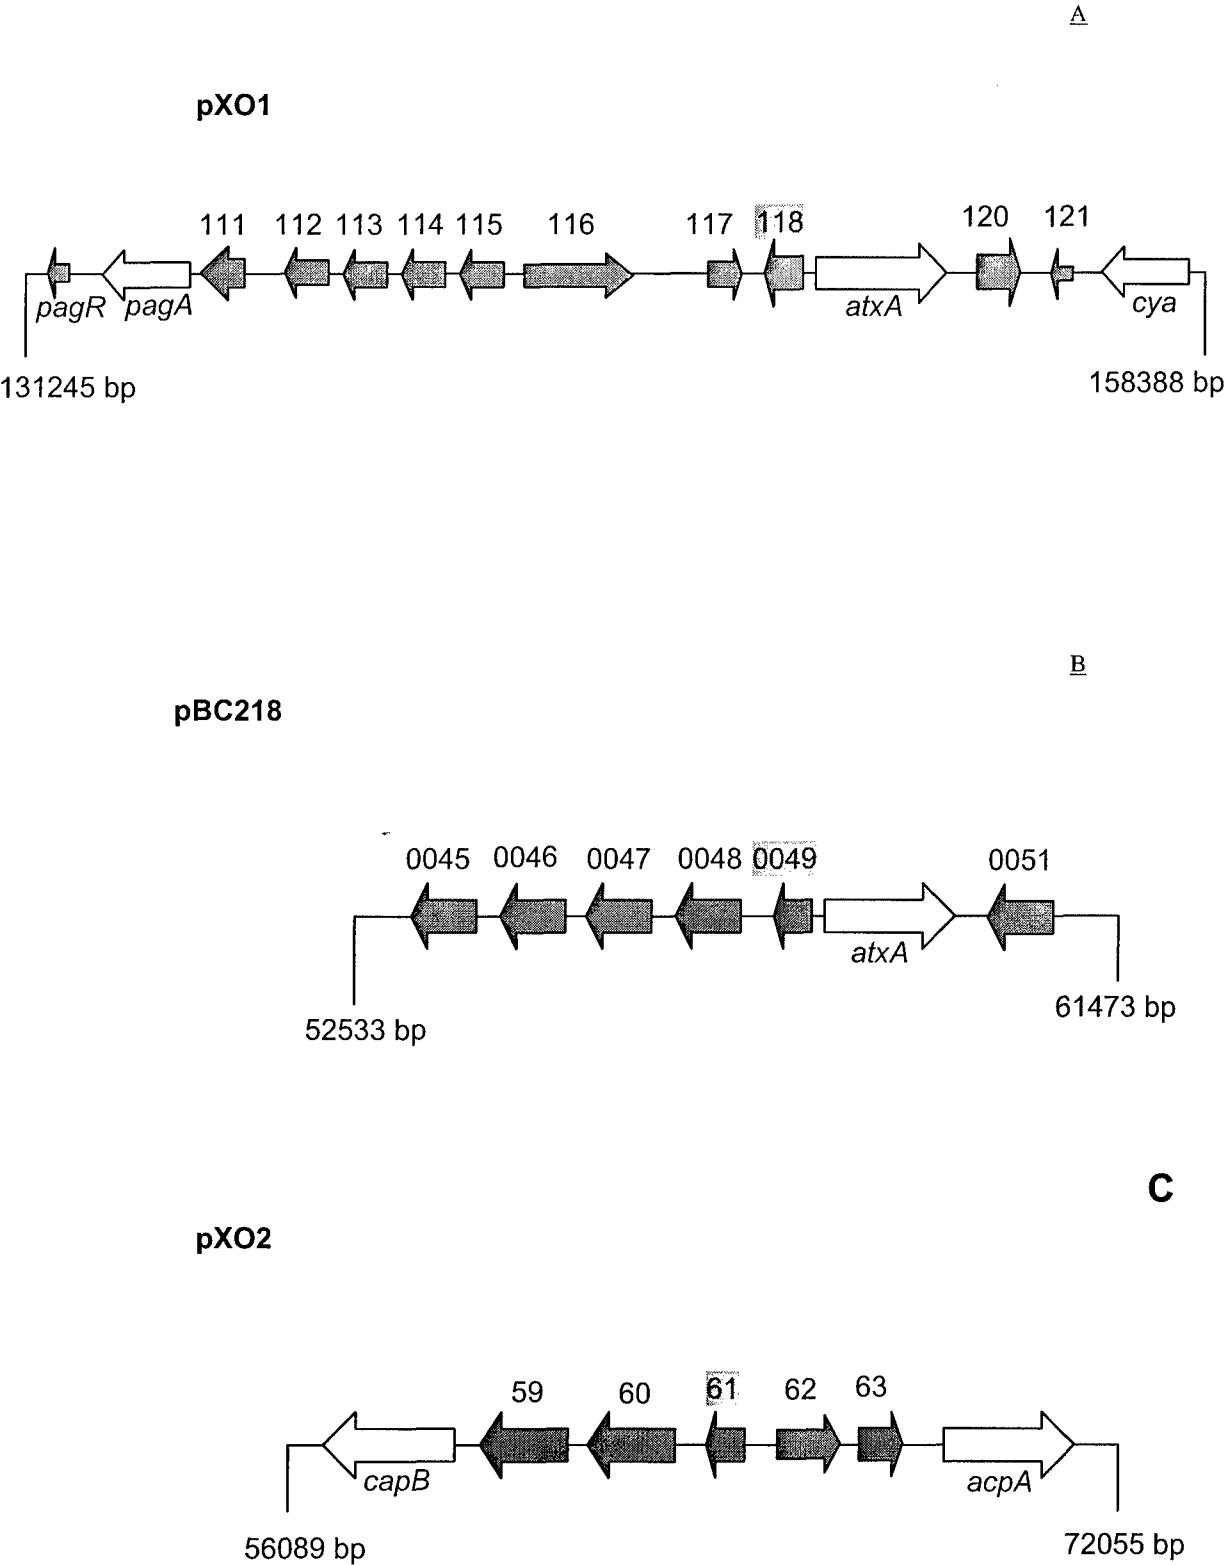 A
pXO1
111 112 113 114 115 116 117 118 120 121
pagR pagA atxA cya
131245 bp 158388 bp
B
pBC218
0045 0046 0047 0048 0049 0051
atxA
52533 bp 61473 bp
C
pXO2
59 60 61 62 63
capB acpA
56089 bp 72055 bp